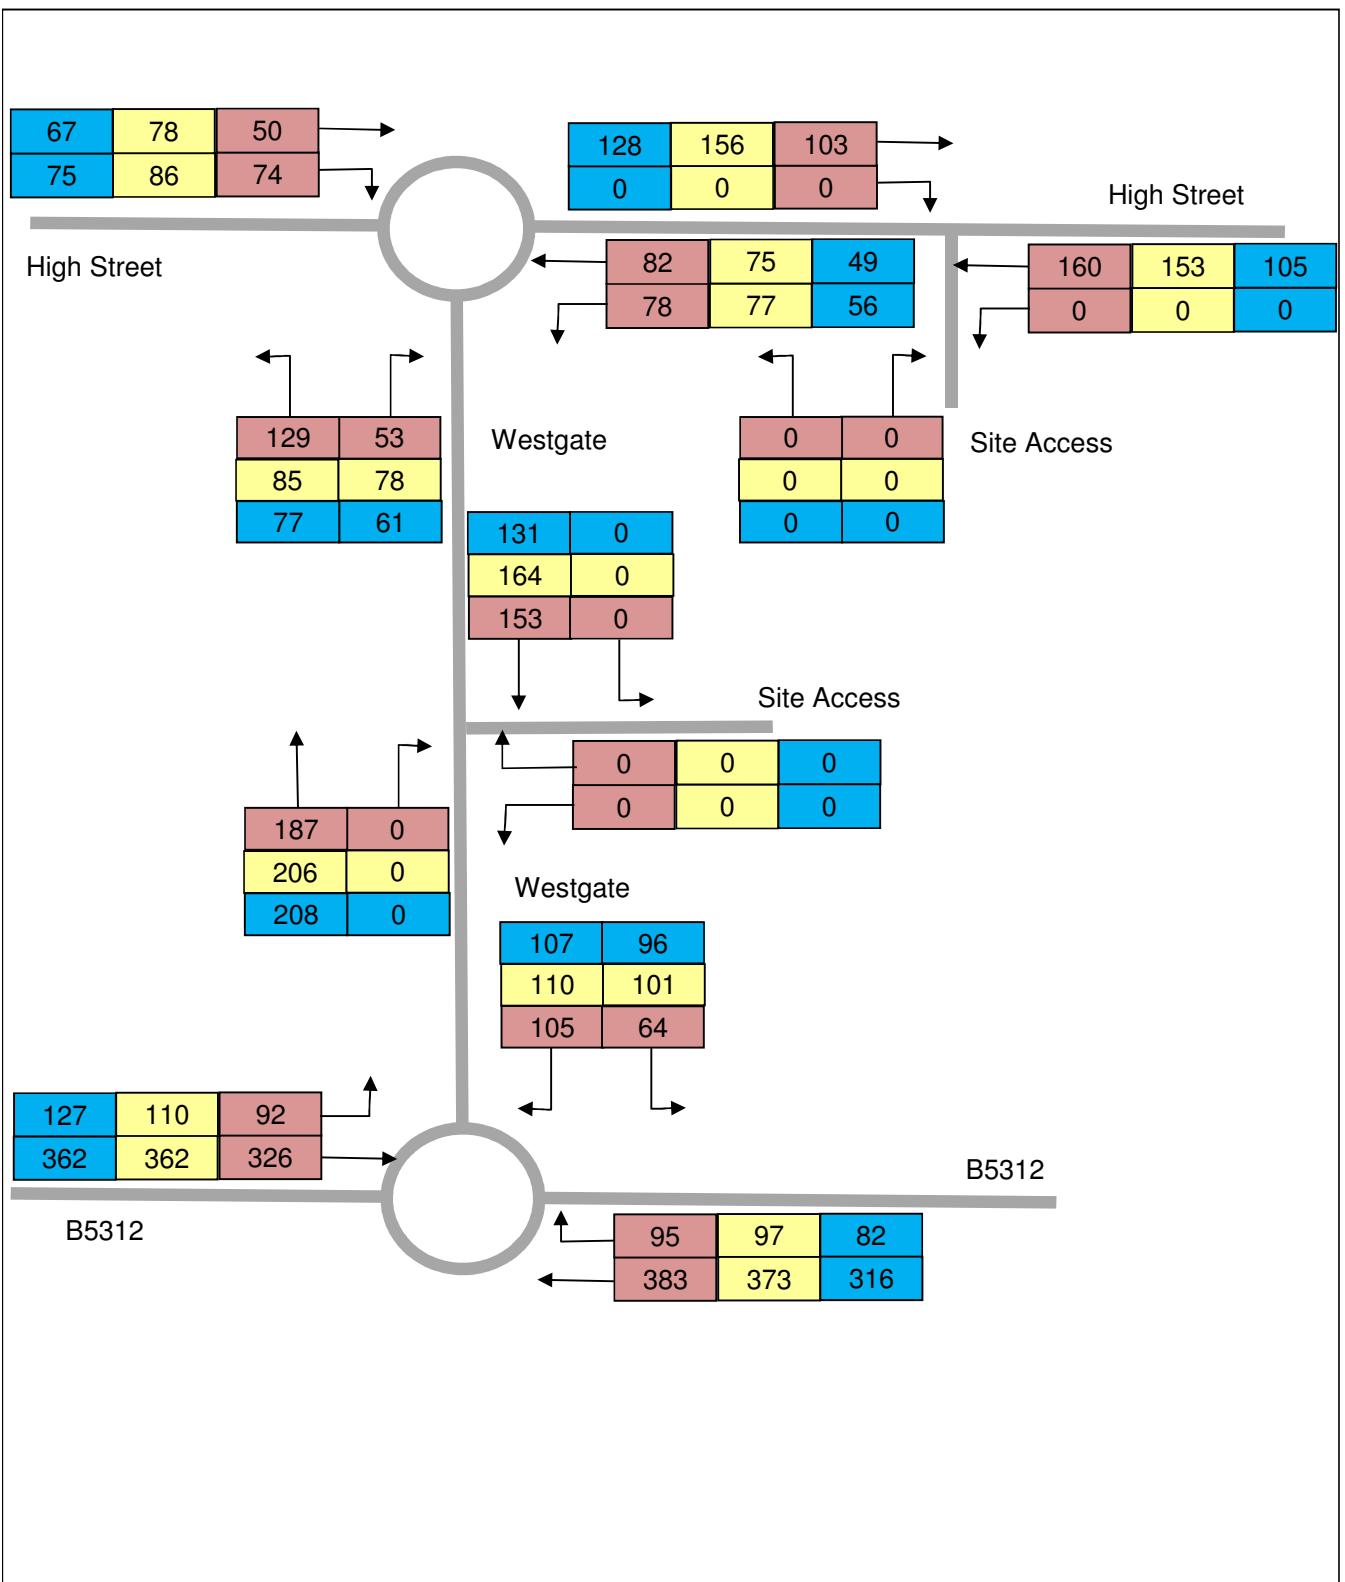 67 78 50
75 86 74
128 156 103
0 0 0
High Street
High Street
82 75 49
78 77 56
160 153 105
0 0 0
129 53
85 78
77 61
Westgate
0 0
0 0
0 0
Site Access
131 0
164 0
153 0
Site Access
0 0 0
0 0 0
187 0
206 0
208 0
Westgate
107 96
110 101
105 64
127 110 92
362 362 326
B5312
B5312
95 97 82
383 373 316